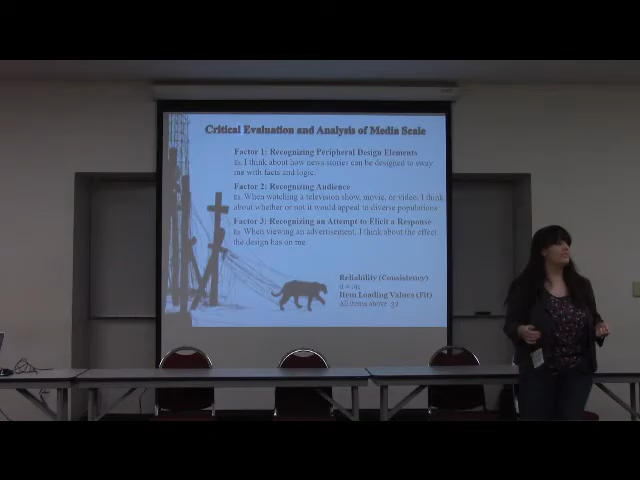 Critical Evaluation and Analysis of Media Scale
Factor 1: Recognizing Peripheral Design Elements
I think about how news stories can be designed to sway
me with facts and logic.
Factor 2: Recognizing Audience
When watching a television show, movie, or video, I think
about whether or not it would appeal to diverse populations
Factor 3: Recognizing an Attempt to Elicit a Response
When viewing an advertisement, I think about the effect
the design has on me
Reliability (Consistency)
Item Loading Values (Fit)
All items above